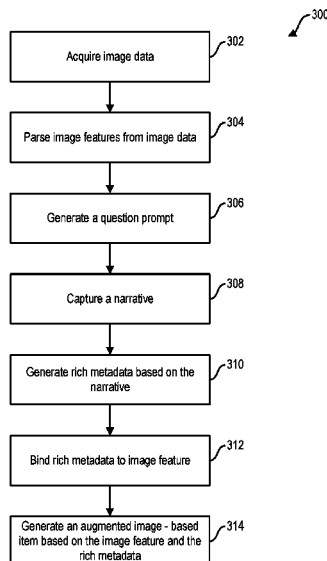 300
Acquire image data
302
Parse image features from image data
304
Generate a question prompt
306
Capture a narrative
308
Generate rich metadata based on the
narrative
310
Bind rich metadata to image feature
312
Generate an augmented image - based
item based on the image feature and the
rich metadata
314